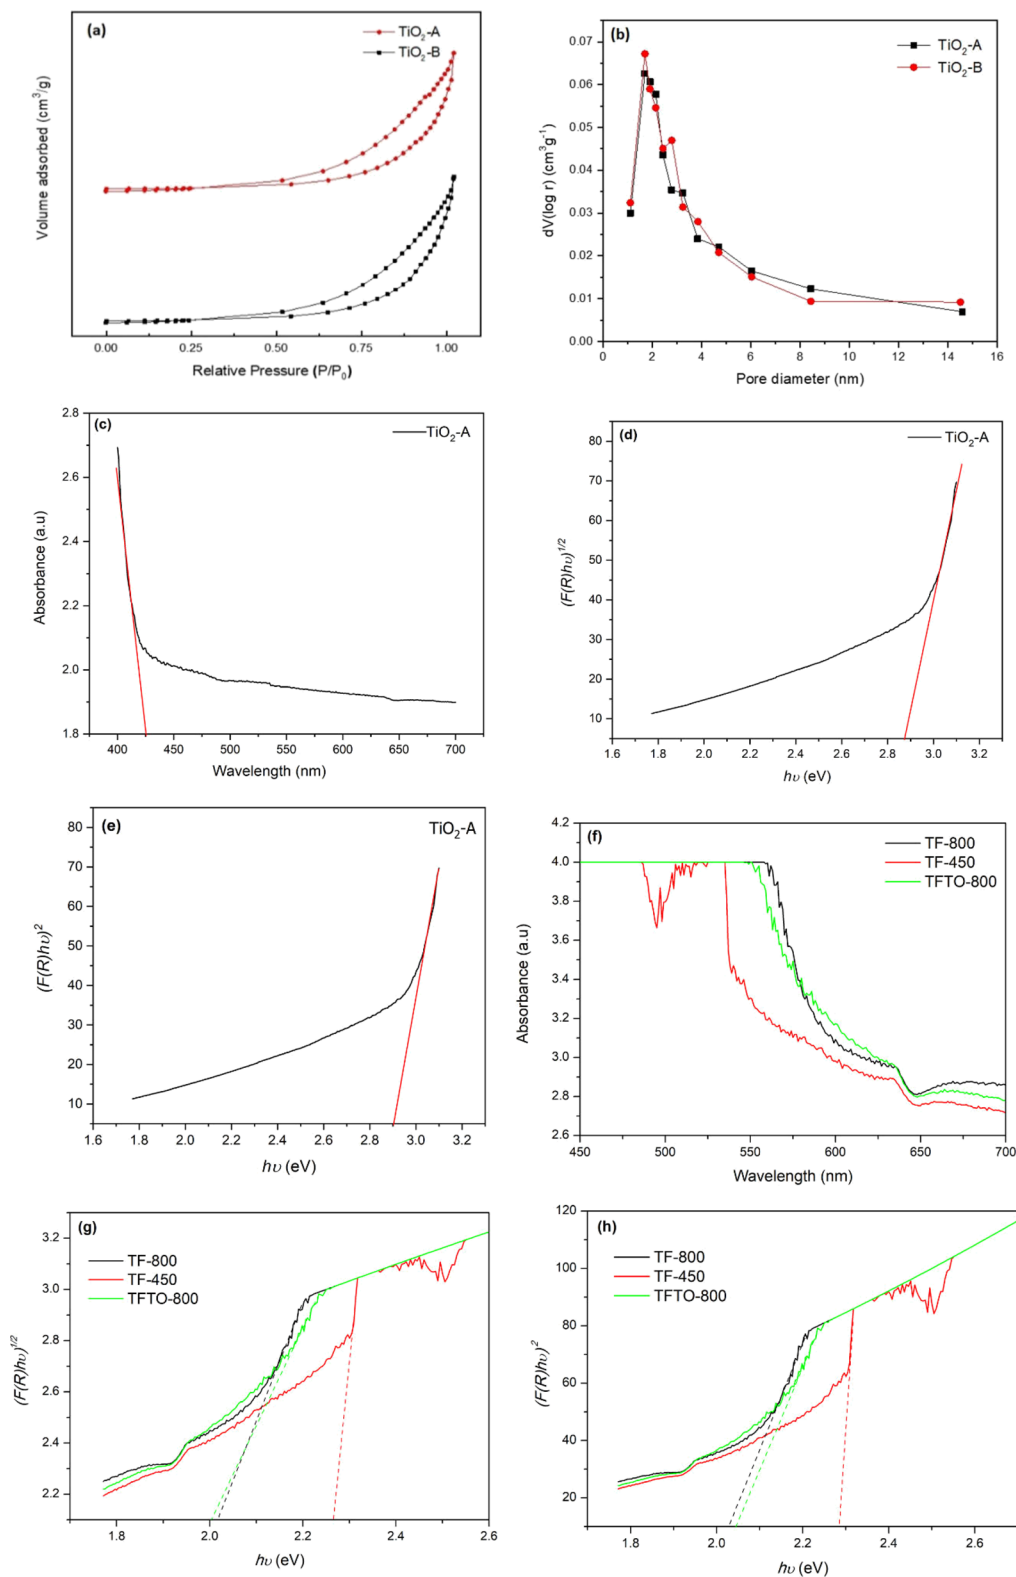 (a)
TiO2-A
TiO2-B
Volume adsorbed (cm3/g)
0.00 0.25 0.50 0.75 1.00
Relative Pressure (P/P0)
(b)
TiO2-A
TiO2-B
dV(log r) (cm3g-1)
0.07
0.06
0.05
0.04
0.03
0.02
0.01
0.00
0 2 4 6 8 10 12 14 16
Pore diameter (nm)
(c)
TiO2-A
Absorbance (a.u)
2.8
2.6
2.4
2.2
2.0
1.8
400 450 500 550 600 650 700
Wavelength (nm)
(d)
TiO2-A
(F(R)hυ)1/2
80
70
60
50
40
30
20
10
1.6 1.8 2.0 2.2 2.4 2.6 2.8 3.0 3.2
hυ (eV)
(e)
TiO2-A
(F(R)hυ)2
80
70
60
50
40
30
20
10
1.6 1.8 2.0 2.2 2.4 2.6 2.8 3.0 3.2
hυ (eV)
(f)
TF-800
TF-450
TFTO-800
Absorbance (a.u)
4.2
4.0
3.8
3.6
3.4
3.2
3.0
2.8
2.6
450 500 550 600 650 700
Wavelength (nm)
(g)
TF-800
TF-450
TFTO-800
(F(R)hυ)1/2
3.2
3.0
2.8
2.6
2.4
2.2
1.8 2.0 2.2 2.4 2.6
hυ (eV)
(h)
TF-800
TF-450
TFTO-800
(F(R)hυ)2
120
100
80
60
40
20
1.8 2.0 2.2 2.4 2.6
hυ (eV)